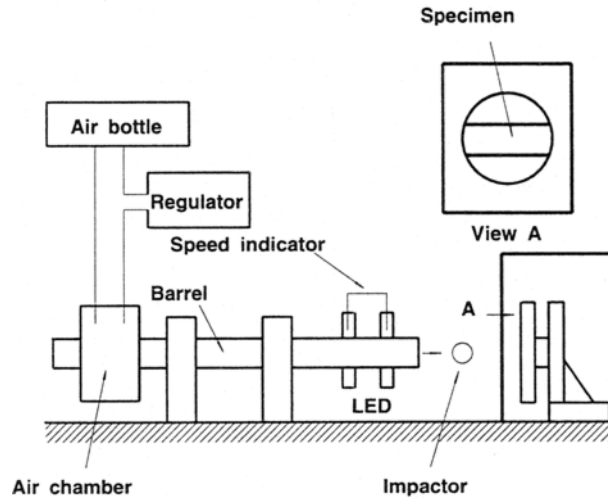 Specimen
Air bottle
Regulator
View A
Speed indicator
Barrel
A
LED
Air chamber
Impactor